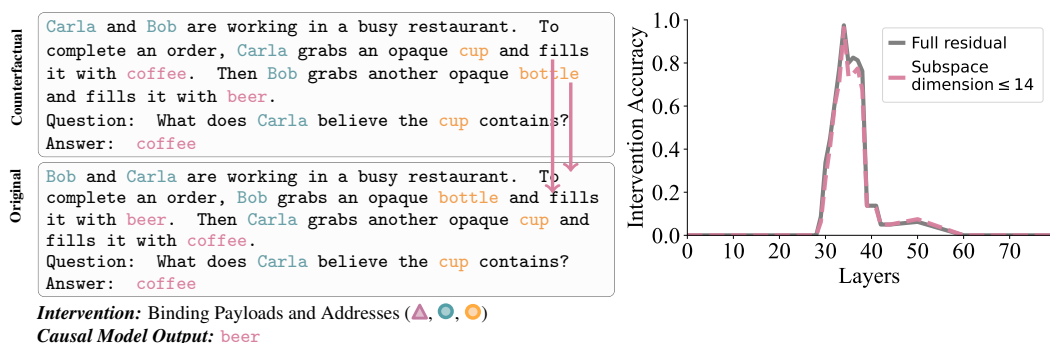 Counterfactual
Carla and Bob are working in a busy restaurant. To
complete an order, Carla grabs an opaque cup and fills
it with coffee. Then Bob grabs another opaque bottle
and fills it with beer.
Question: What does Carla believe the cup contains?
Answer: coffee
Original
Bob and Carla are working in a busy restaurant. To
complete an order, Bob grabs an opaque bottle and fills
it with beer. Then Carla grabs another opaque cup and
fills it with coffee.
Question: What does Carla believe the cup contains?
Answer: coffee
Intervention: Binding Payloads and Addresses (, , )
Causal Model Output: beer
Intervention Accuracy
1.0
0.8
0.6
0.4
0.2
0.0
0 10 20 30 40 50 60 70
Layers
Full residual
Subspace
dimension ≤ 14